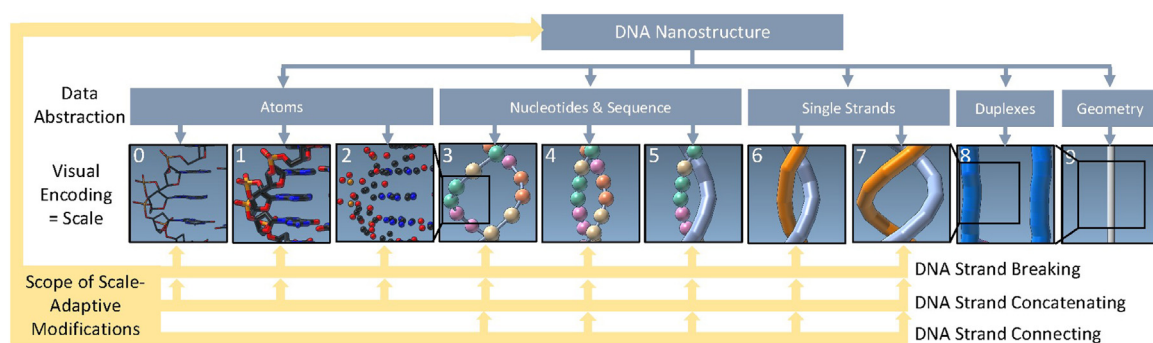 DNA Nanostructure
Data
Abstraction
Atoms
Nucleotides & Sequence
Single Strands
Duplexes
Geometry
Visual
Encoding
= Scale
0
1
2
3
4
5
6
7
8
9
Scope of Scale-
Adaptive
Modifications
DNA Strand Breaking
DNA Strand Concatenating
DNA Strand Connecting